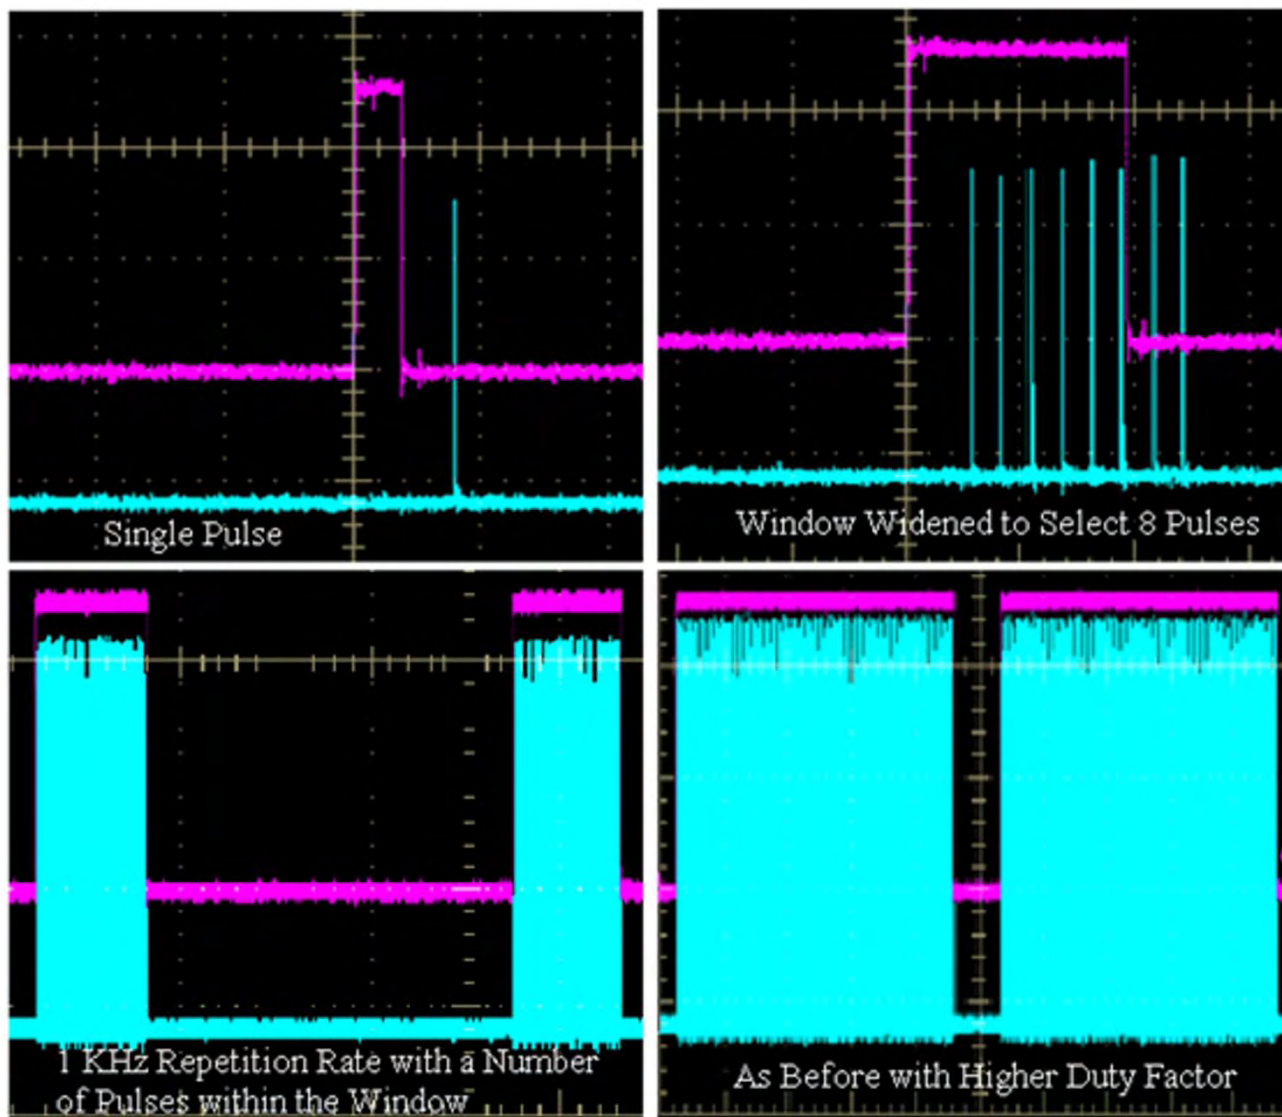 Single Pulse
Window Widened to Select 8 Pulses
1 KHz Repetition Rate with a Number
of Pulses within the Window
As Before with Higher Duty Factor